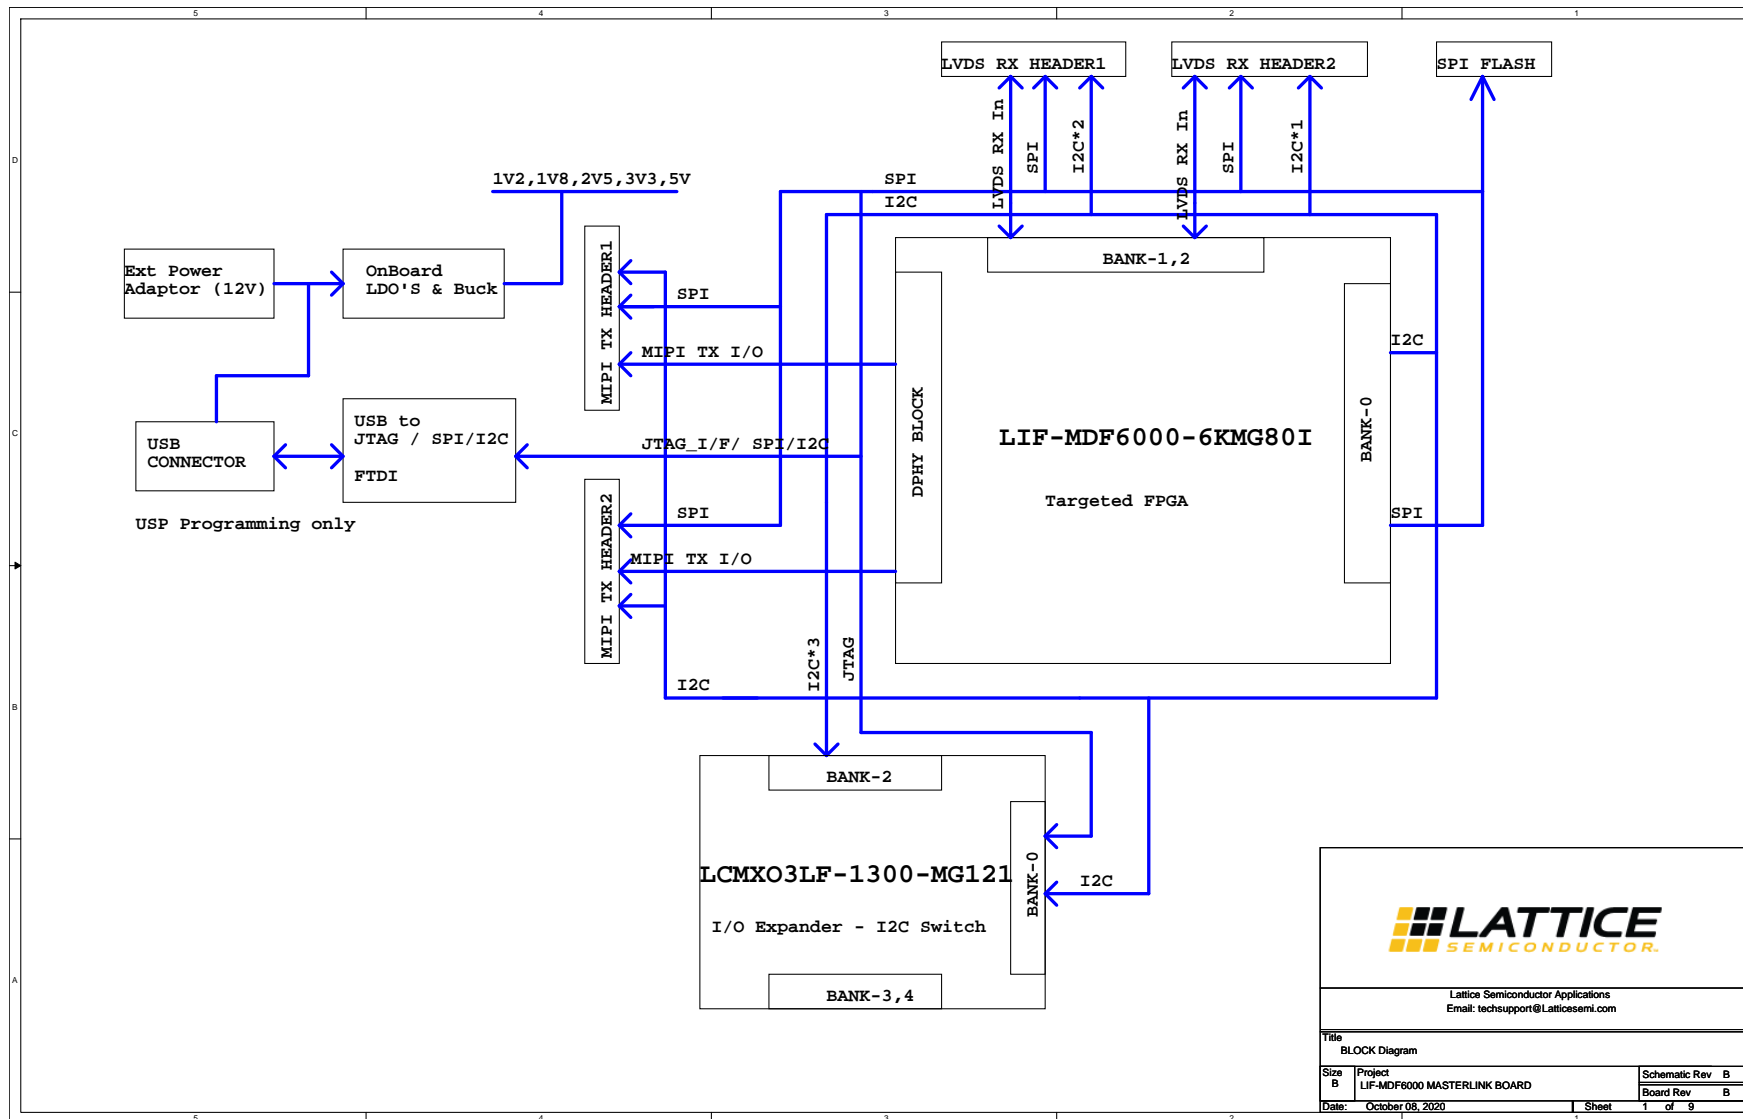 5 4 3 2 1
D
C
B
A
LVDS RX HEADER1
LVDS RX HEADER2
SPI FLASH
LVDS RX In
SPI
I2C*2
LVDS RX In
SPI
I2C*1
1V2,1V8,2V5,3V3,5V
SPI
I2C
Ext Power
Adaptor (12V)
OnBoard
LDO'S & Buck
MIPI TX HEADER1
SPI
MIPI TX I/O
BANK-1,2
I2C
DPHY BLOCK
BANK-0
LIF-MDF6000-6KMG80I
Targeted FPGA
USB
CONNECTOR
USB to
JTAG / SPI/I2C
FTDI
JTAG_I/F/ SPI/I2C
USP Programming only
MIPI TX HEADER2
SPI
MIPI TX I/O
SPI
I2C*3
JTAG
I2C
BANK-2
LCMXO3LF-1300-MG121
BANK-0
I2C
I/O Expander - I2C Switch
BANK-3,4
LATTICE
SEMICONDUCTOR.
Lattice Semiconductor Applications
Email: techsupport@Latticesemi.com
Title
BLOCK Diagram
Size
B
Project
LIF-MDF6000 MASTERLINK BOARD
Schematic Rev B
Board Rev B
Date: October 08, 2020
Sheet 1 of 9
5 4 3 2 1